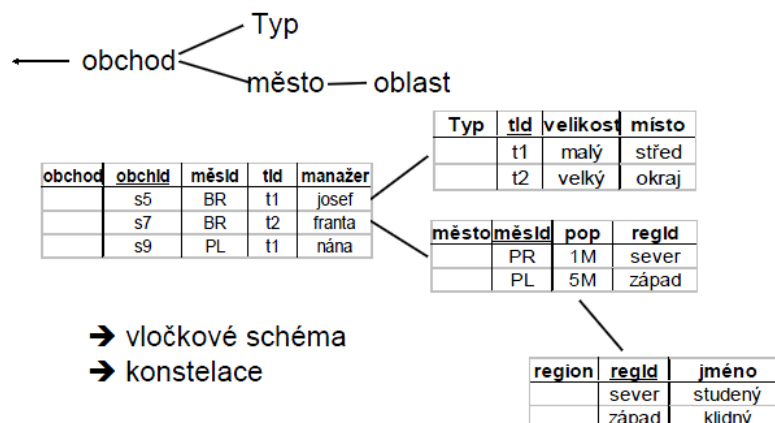 Typ
obchod
město oblast
Typ tId velikost místo
t1 malý střed
t2 velký okraj
obchod obchId měsId tId manažer
s5 BR t1 josef
s7 BR t2 franta
s9 PL t1 nána
město měsId pop regId
PR 1M sever
PL 5M západ
➔ vločkové schéma
➔ konstelace
region regId jméno
sever studený
západ klidný